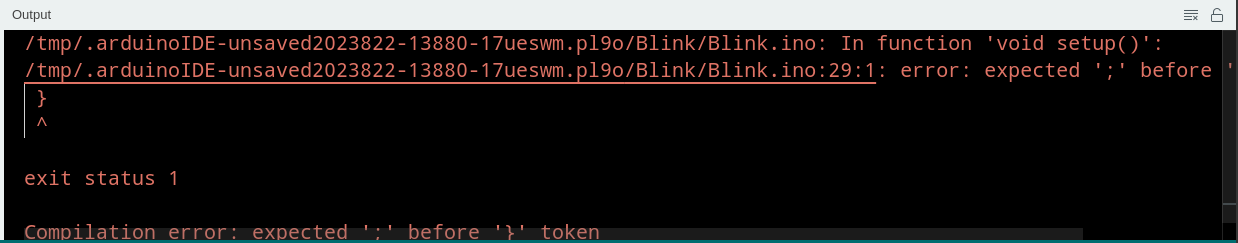 Output
/tmp/.arduinoIDE-unsaved2023822-13880-17ueswm.pl9o/Blink/Blink.ino: In function 'void setup()':
/tmp/.arduinoIDE-unsaved2023822-13880-17ueswm.pl9o/Blink/Blink.ino:29:1: error: expected ';' before '
}
^
exit status 1
Compilation error: expected ';' before '}' token